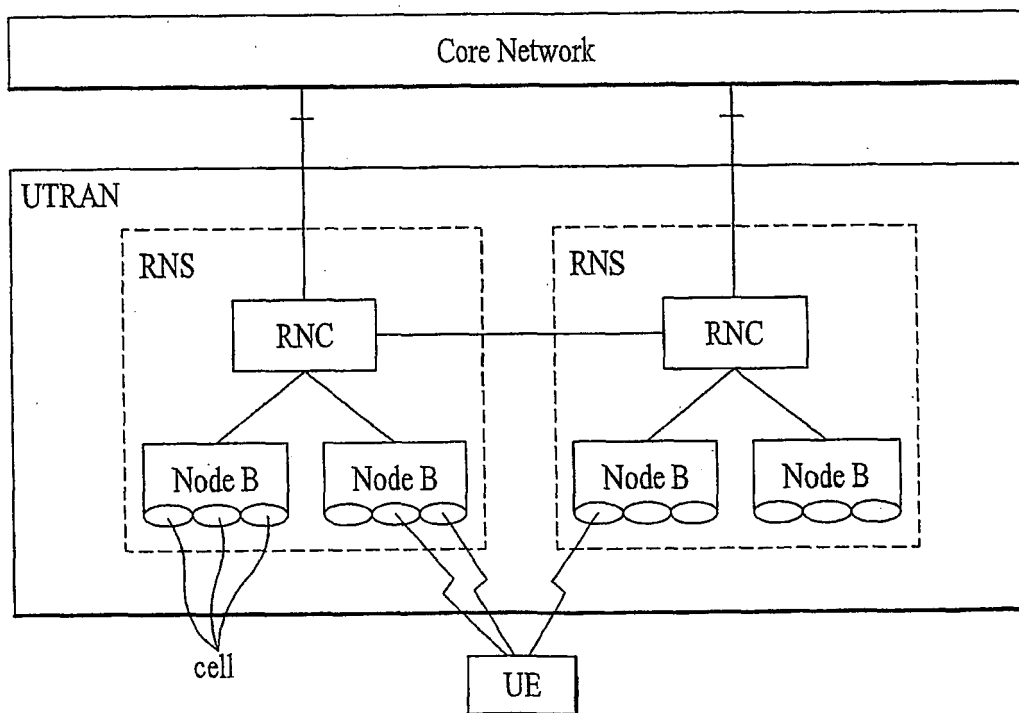 Core Network
UTRAN
RNS
RNS
RNC
RNC
Node B
Node B
Node B
Node B
cell
UE